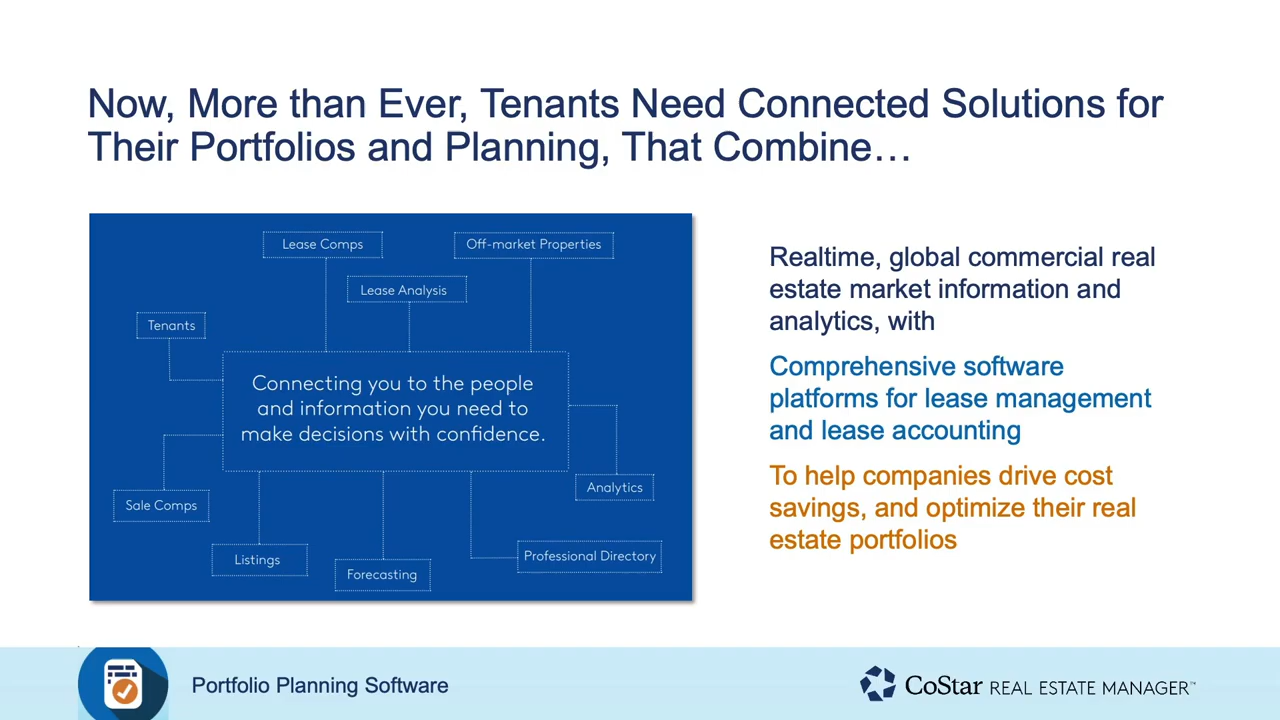 Now, More than Ever, Tenants Need Connected Solutions for
Their Portfolios and Planning, That Combine…
Lease Comps
Off-market Properties
Lease Analysis
Tenants
Connecting you to the people
and information you need to
make decisions with confidence.
Analytics
Sale Comps
Listings
Forecasting
Professional Directory
Realtime, global commercial real
estate market information and
analytics, with
Comprehensive software
platforms for lease management
and lease accounting
To help companies drive cost
savings, and optimize their real
estate portfolios
Portfolio Planning Software
CoStar REAL ESTATE MANAGER™